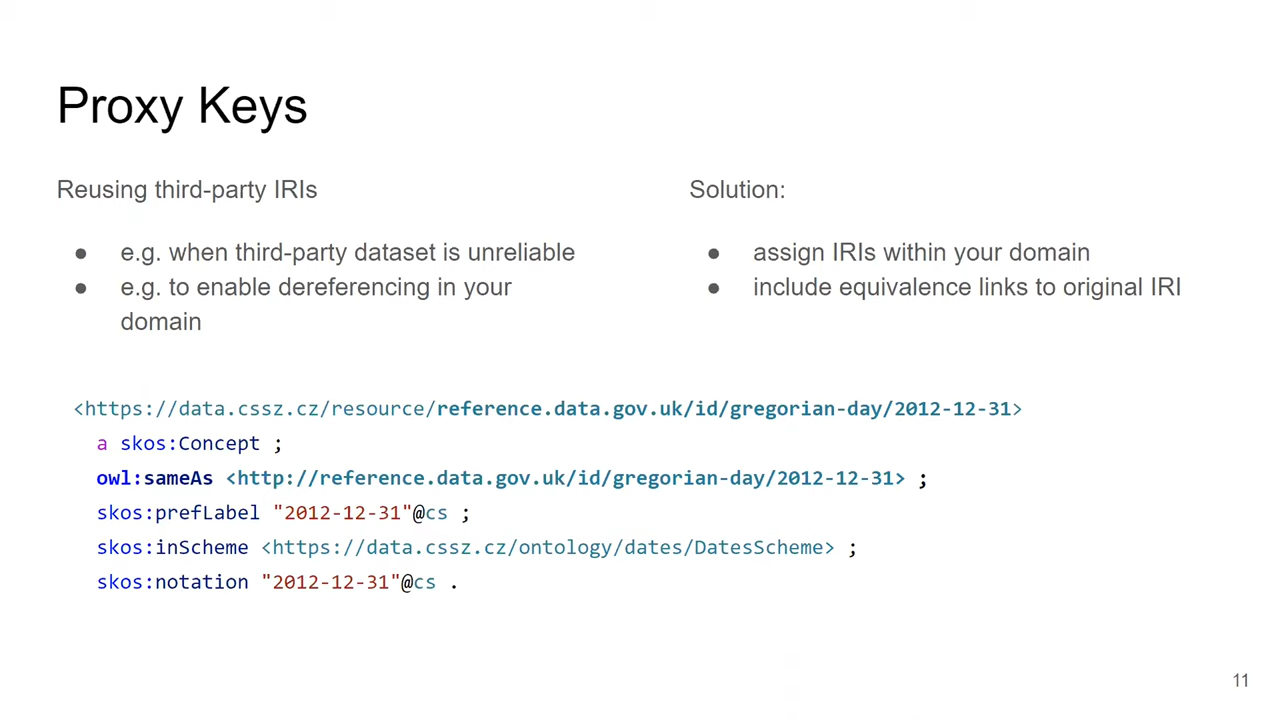 Proxy Keys
Reusing third-party IRIs
● e.g. when third-party dataset is unreliable
● e.g. to enable dereferencing in your
domain
Solution:
● assign IRIs within your domain
● include equivalence links to original IRI
<https://data.cssz.cz/resource/reference.data.gov.uk/id/gregorian-day/2012-12-31>
a skos:Concept ;
owl:sameAs <http://reference.data.gov.uk/id/gregorian-day/2012-12-31> ;
skos:prefLabel "2012-12-31"@cs ;
skos:inScheme <https://data.cssz.cz/ontology/dates/DatesScheme> ;
skos:notation "2012-12-31"@cs .
11